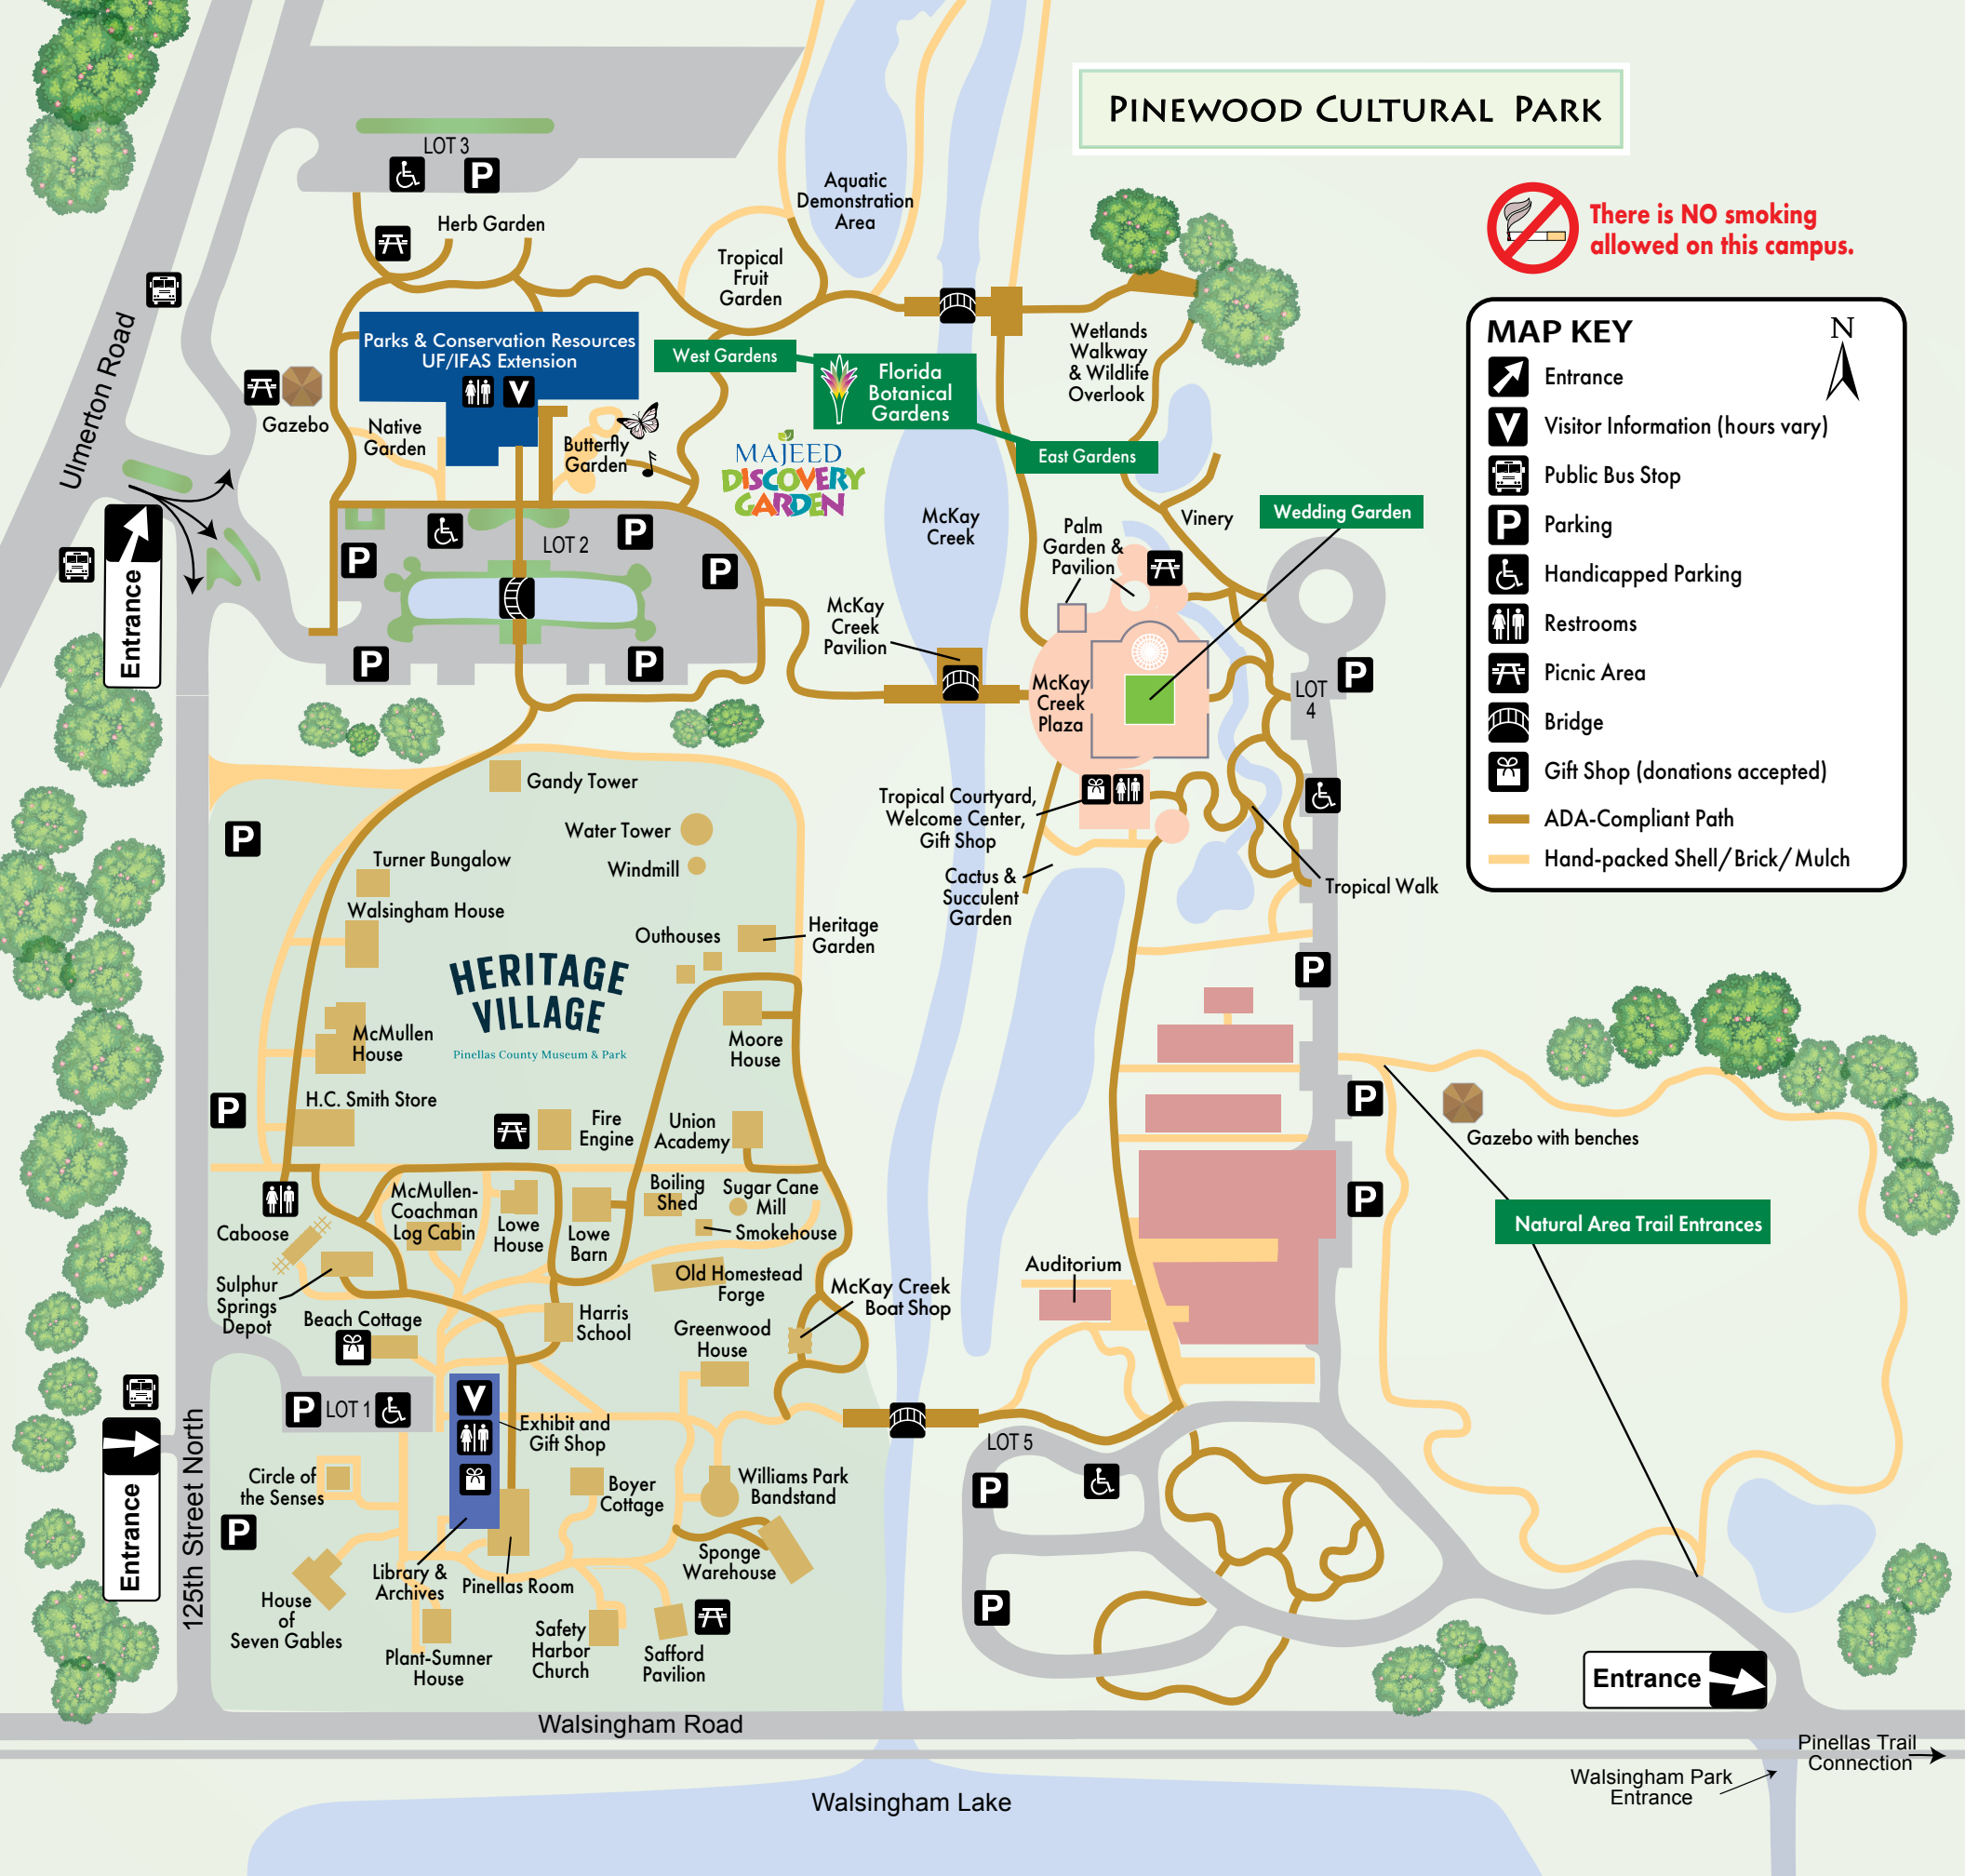 PINEWOOD CULTURAL PARK
There is NO smoking
allowed on this campus.
MAP KEY
N
Entrance
V
Visitor Information (hours vary)
Public Bus Stop
P
Parking
Handicapped Parking
Restrooms
Picnic Area
Bridge
Gift Shop (donations accepted)
ADA-Compliant Path
Hand-packed Shell/Brick/Mulch
LOT 3
P
Herb Garden
Aquatic
Demonstration
Area
Tropical
Fruit
Garden
Ulmerton Road
Parks & Conservation Resources
UF/IFAS Extension
V
West Gardens
Florida
Botanical
Gardens
East Gardens
Wetlands
Walkway
& Wildlife
Overlook
Gazebo
Native
Garden
Butterfly
Garden
MAJEED
DISCOVERY
GARDEN
Entrance
LOT 2
P
P
P
P
P
McKay
Creek
Palm
Garden &
Pavilion
Vinery
Wedding Garden
McKay
Creek
Pavilion
McKay
Creek
Plaza
LOT
4
P
Tropical Courtyard,
Welcome Center,
Gift Shop
Cactus &
Succulent
Garden
Tropical Walk
P
Gandy Tower
Water Tower
Windmill
P
Turner Bungalow
Walsingham House
Outhouses
Heritage
Garden
HERITAGE
VILLAGE
Pinellas County Museum & Park
McMullen
House
Moore
House
P
H.C. Smith Store
Fire
Engine
Union
Academy
P
Gazebo with benches
P
Natural Area Trail Entrances
Caboose
McMullen-
Coachman
Log Cabin
Lowe
House
Lowe
Barn
Boiling
Shed
Sugar Cane
Mill
Smokehouse
Sulphur
Springs
Depot
Old Homestead
Forge
McKay Creek
Boat Shop
Auditorium
Beach Cottage
Harris
School
Greenwood
House
P
LOT 1
V
Exhibit and
Gift Shop
LOT 5
P
P
Entrance
125th Street North
Circle of
the Senses
P
Boyer
Cottage
Williams Park
Bandstand
Sponge
Warehouse
Library &
Archives
Pinellas Room
House
of
Seven Gables
Plant-Sumner
House
Safety
Harbor
Church
Safford
Pavilion
Entrance
Walsingham Road
Pinellas Trail
Connection
Walsingham Park
Entrance
Walsingham Lake